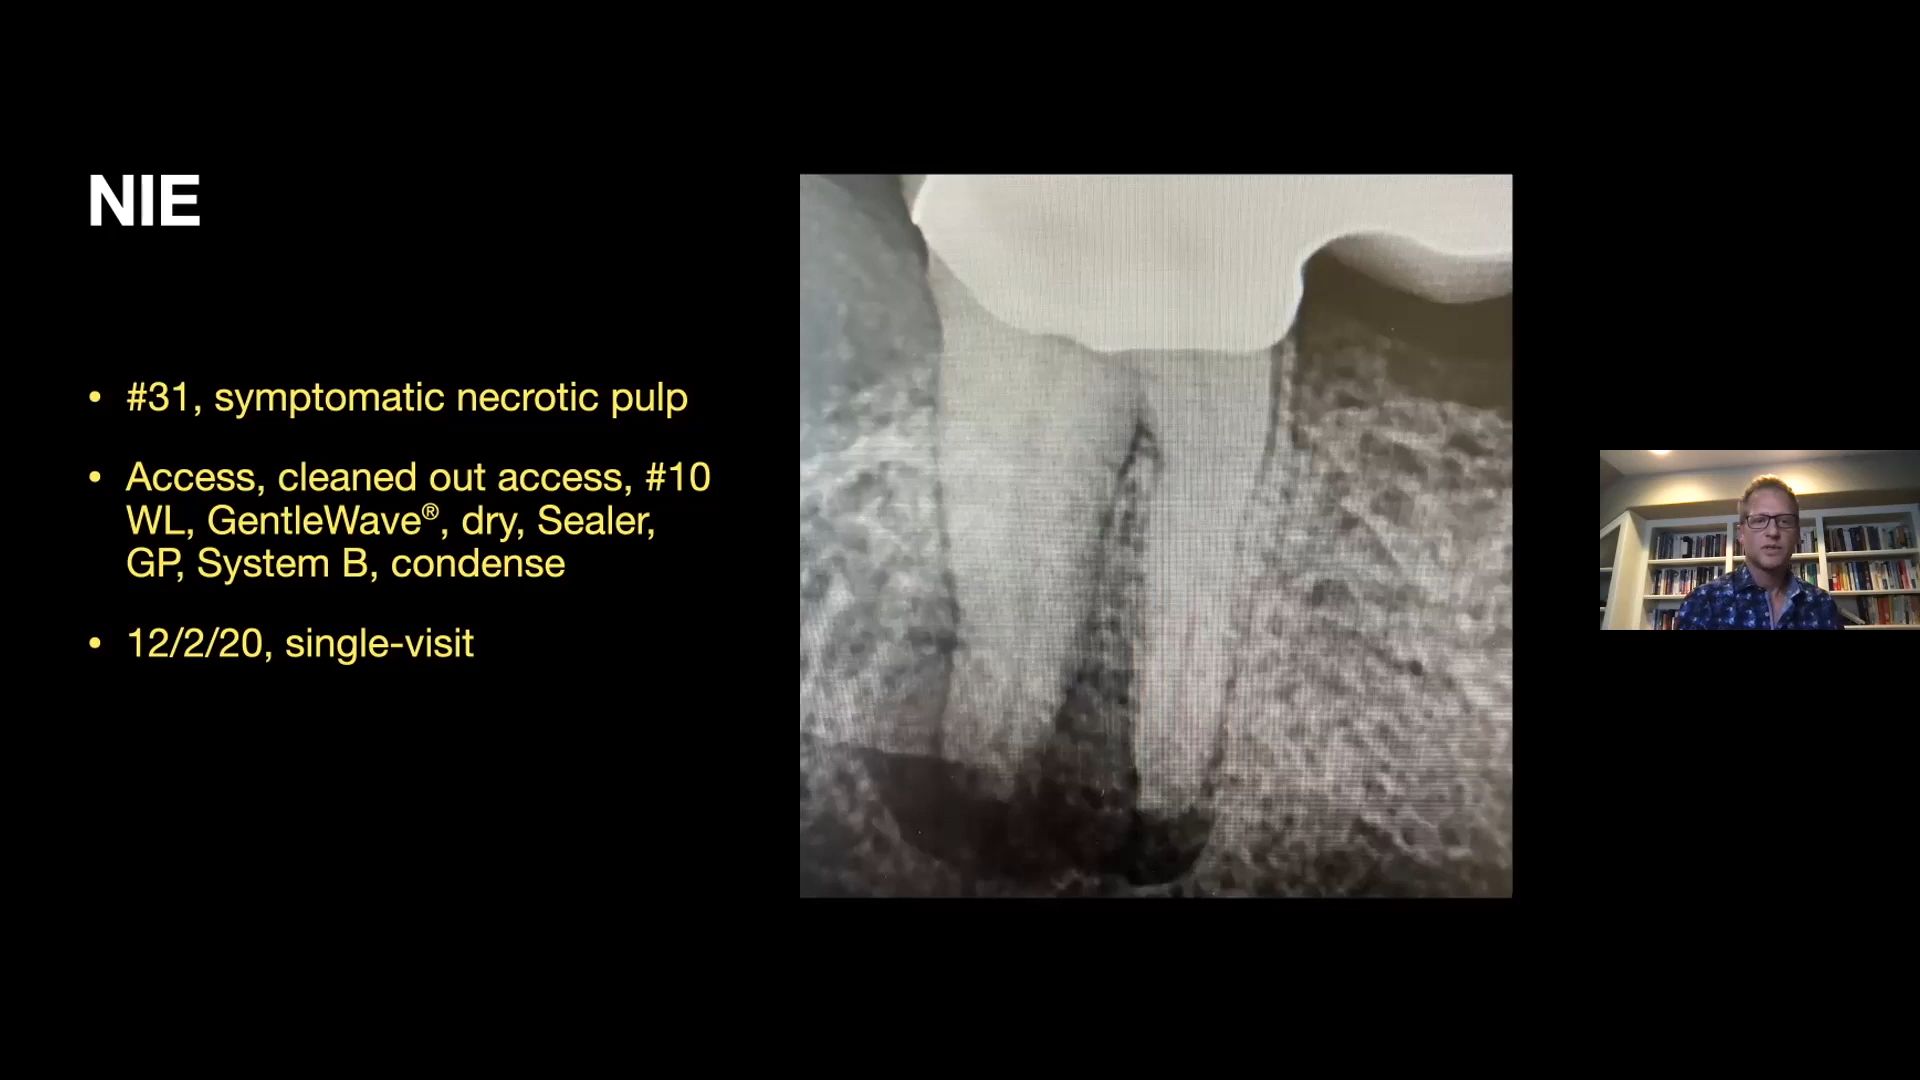 NIE
• #31, symptomatic necrotic pulp
• Access, cleaned out access, #10
WL, GentleWave®, dry, Sealer,
GP, System B, condense
• 12/2/20, single-visit